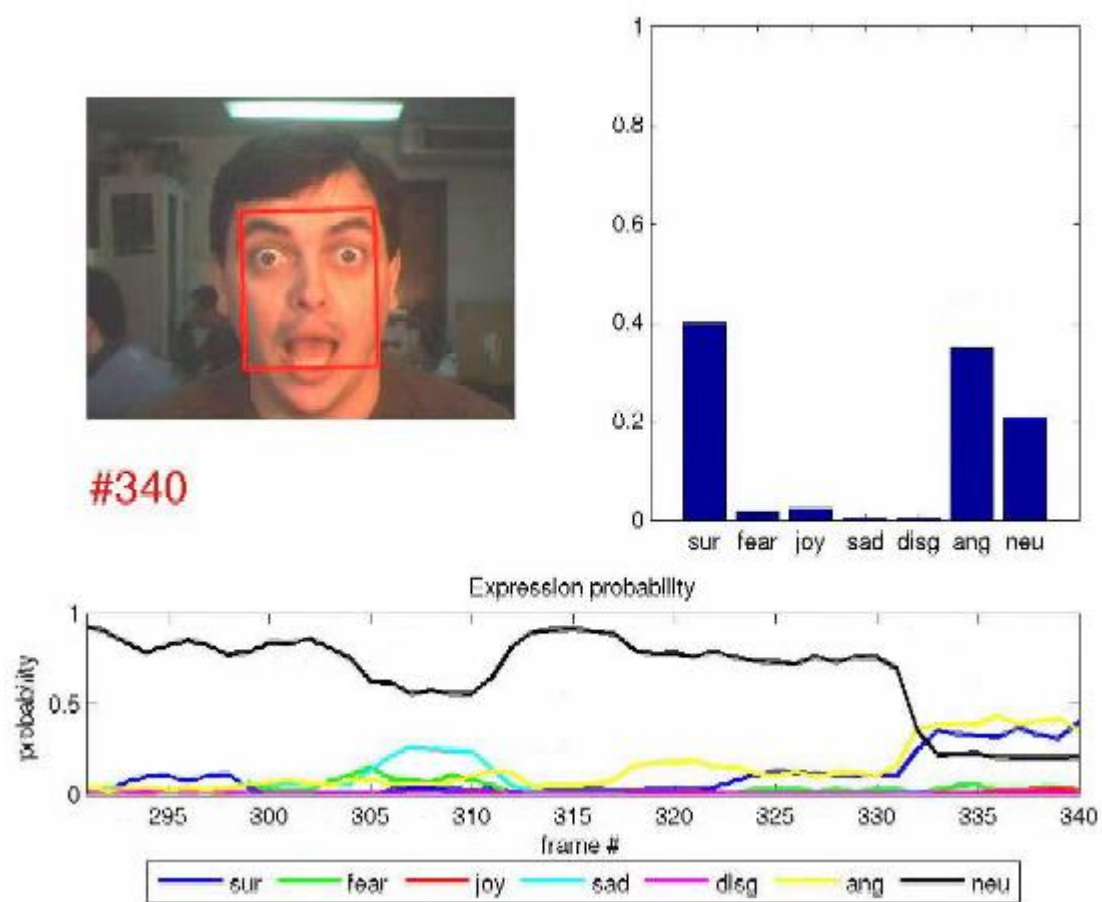 1
0.8
0.6
0.4
0.2
0
sur fear joy sad disg ang neu
#340
Expression probability
1
0.5
0
probability
295 300 305 310 315 320 325 330 335 340
frame #
sur fear joy sad disg ang neu